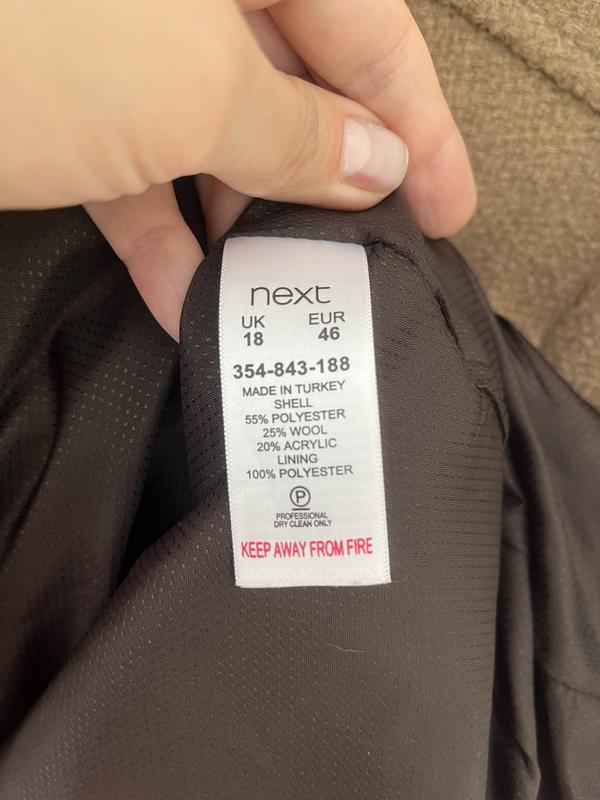 next
UK EUR
18 46
354-843-188
MADE IN TURKEY
SHELL
55% POLYESTER
25% WOOL
20% ACRYLIC
LINING
100% POLYESTER
P
PROFESSIONAL
DRY CLEAN ONLY
KEEP AWAY FROM FIRE